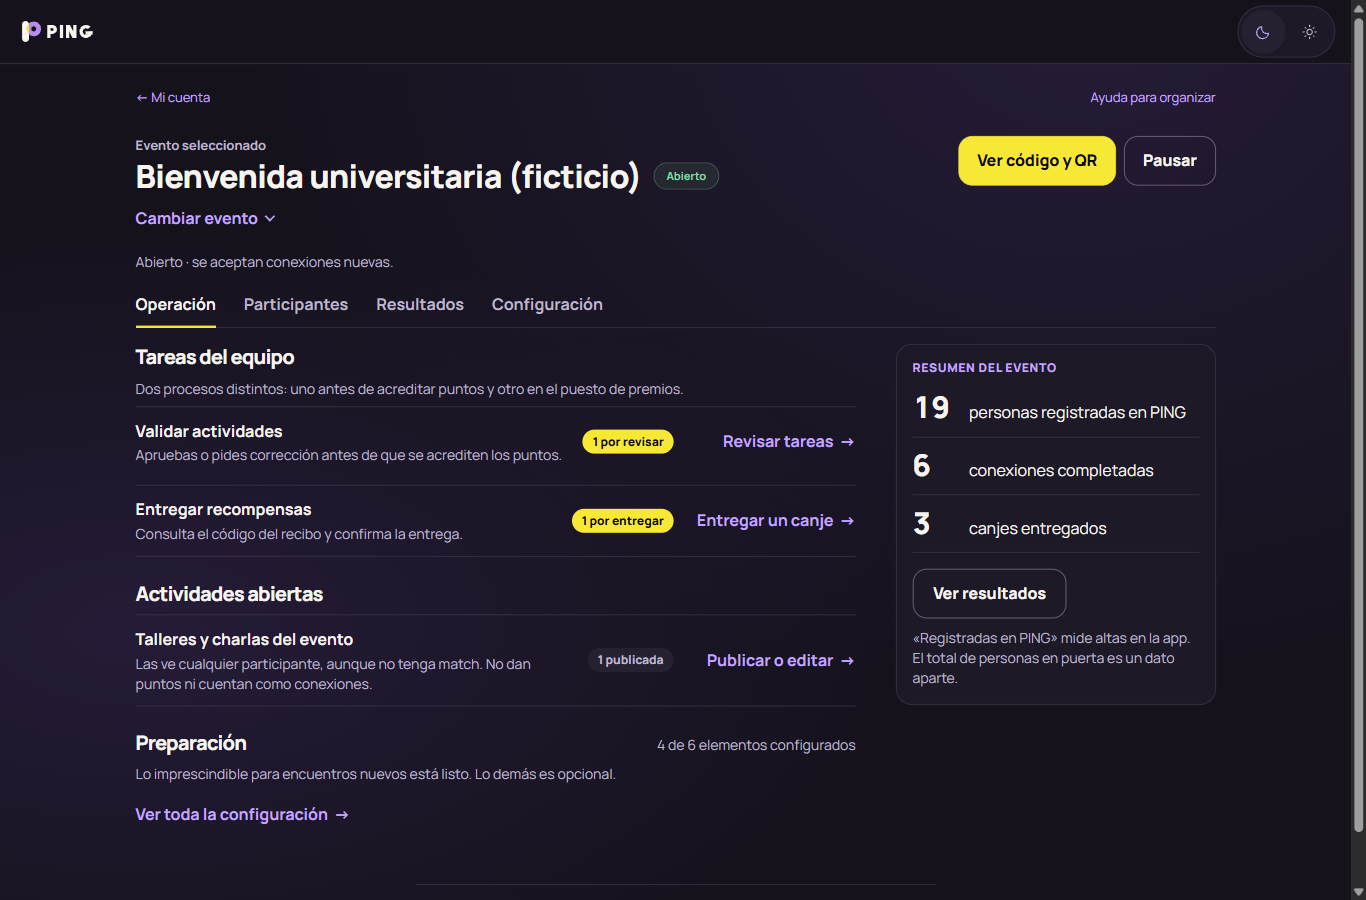 PING
← Mi cuenta
Ayuda para organizar
Evento seleccionado
Bienvenida universitaria (ficticio)
Abierto
Ver código y QR
Pausar
Cambiar evento
Abierto · se aceptan conexiones nuevas.
Operación
Participantes
Resultados
Configuración
Tareas del equipo
Dos procesos distintos: uno antes de acreditar puntos y otro en el puesto de premios.
Validar actividades
Apruebas o pides corrección antes de que se acrediten los puntos.
1 por revisar
Revisar tareas →
Entregar recompensas
Consulta el código del recibo y confirma la entrega.
1 por entregar
Entregar un canje →
Actividades abiertas
Talleres y charlas del evento
Las ve cualquier participante, aunque no tenga match. No dan
puntos ni cuentan como conexiones.
1 publicada
Publicar o editar →
Preparación
4 de 6 elementos configurados
Lo imprescindible para encuentros nuevos está listo. Lo demás es opcional.
Ver toda la configuración →
RESUMEN DEL EVENTO
19 personas registradas en PING
6 conexiones completadas
3 canjes entregados
Ver resultados
«Registradas en PING» mide altas en la app.
El total de personas en puerta es un dato
aparte.